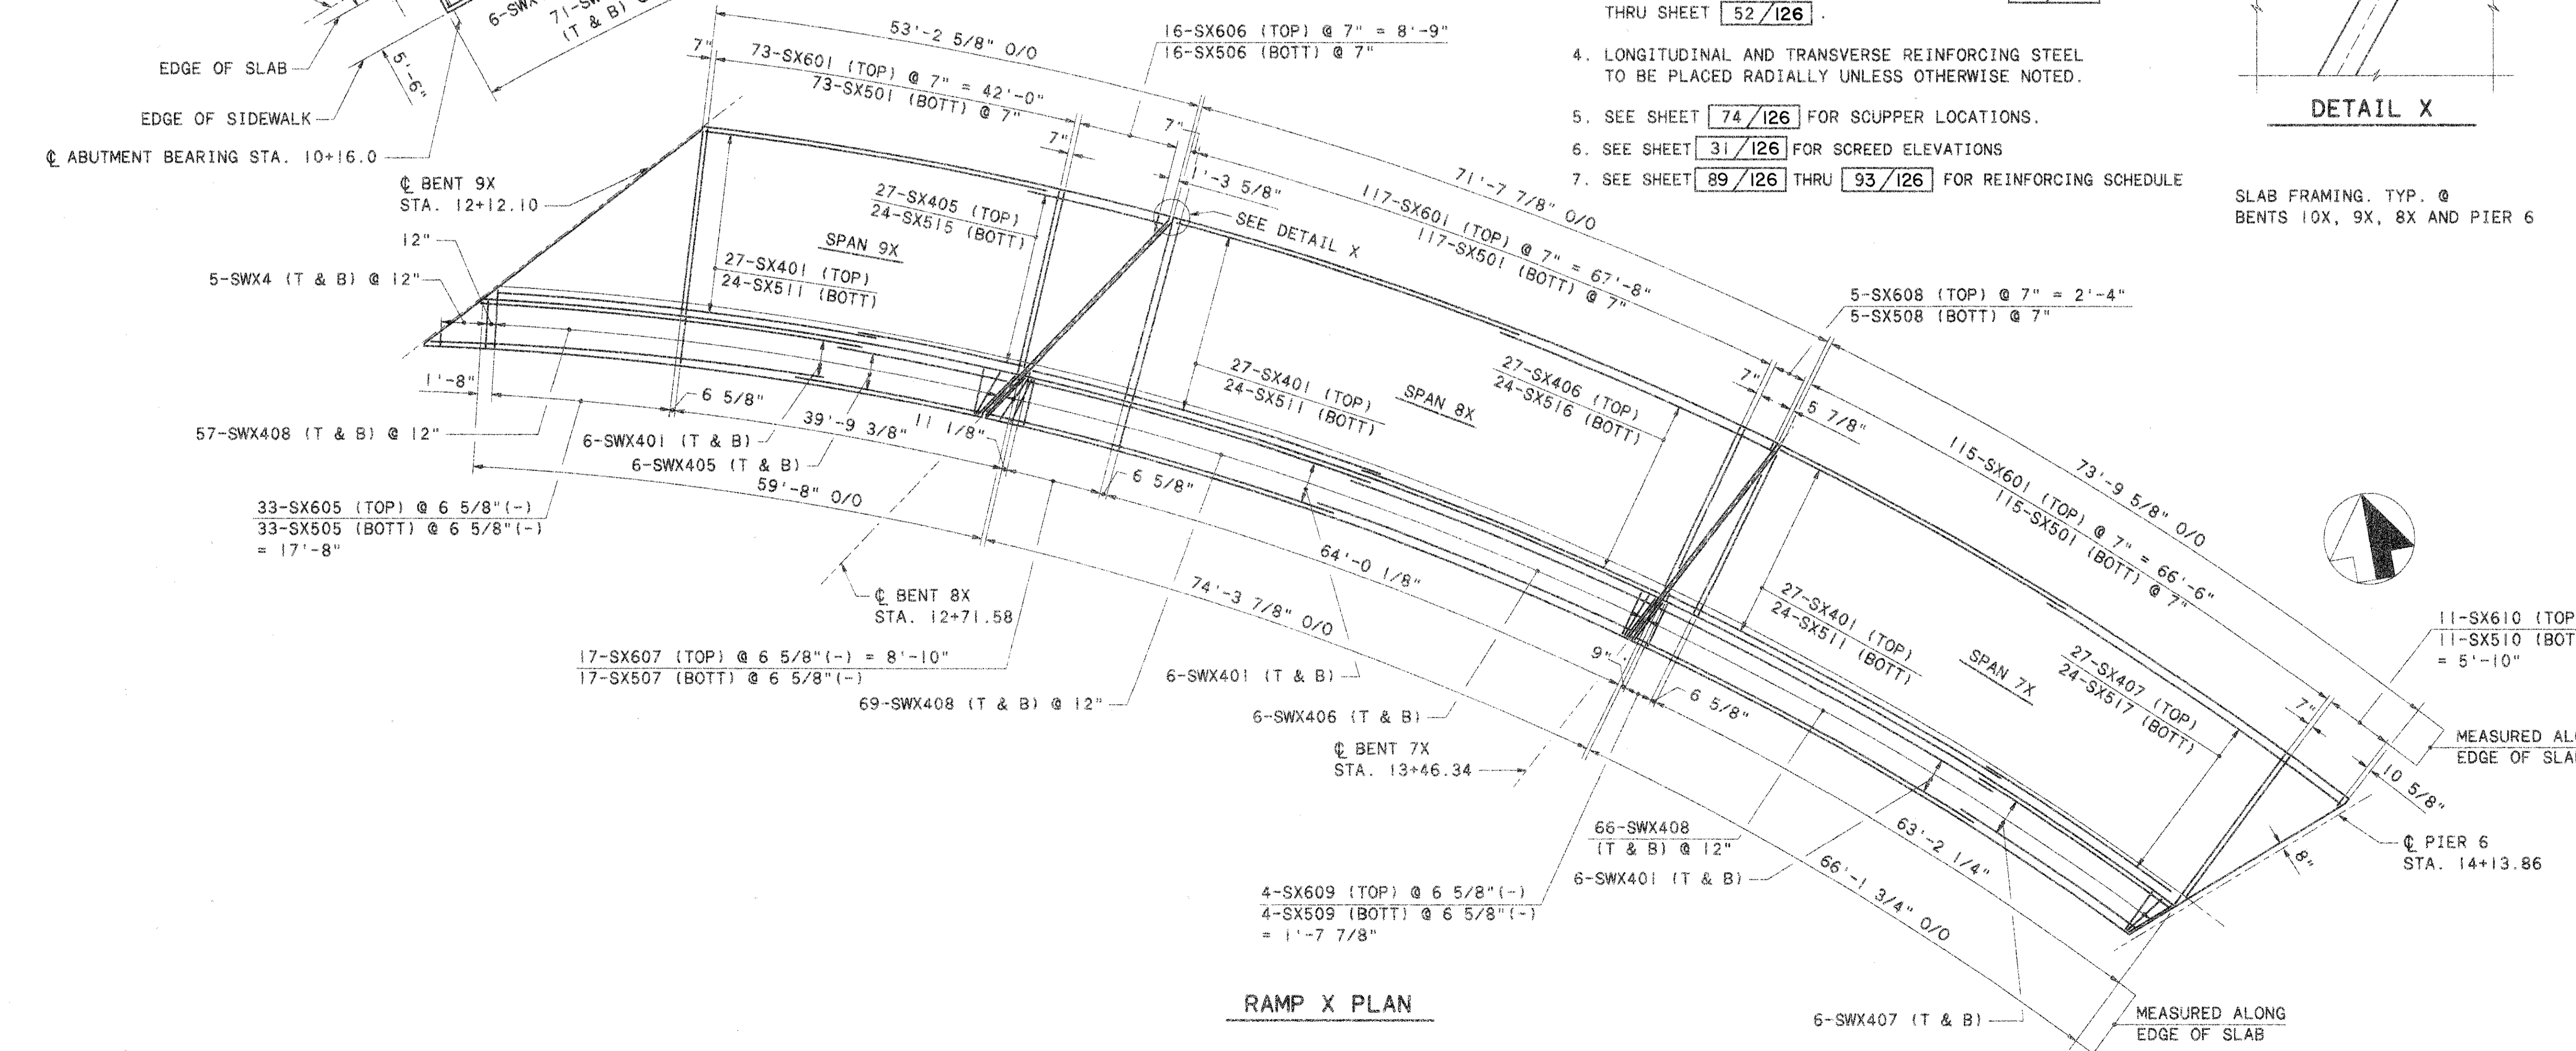 6-SWX
71-SW
(T & B) @
EDGE OF SLAB
5'-6"
EDGE OF SIDEWALK
℄ ABUTMENT BEARING STA. 10+16.0
℄ BENT 9X
STA. 12+12.10
12"
5-SWX4 (T & B) @ 12"
1'-8"
57-SWX408 (T & B) @ 12"
33-SX605 (TOP) @ 6 5/8"(-)
33-SX505 (BOTT) @ 6 5/8"(-)
= 17'-8"
53'-2 5/8" O/O
7"
73-SX601 (TOP) @ 7" = 42'-0"
73-SX501 (BOTT) @ 7"
7"
16-SX606 (TOP) @ 7" = 8'-9"
16-SX506 (BOTT) @ 7"
7"
1'-3 5/8"
27-SX405 (TOP)
24-SX515 (BOTT)
SPAN 9X
27-SX401 (TOP)
24-SX511 (BOTT)
SEE DETAIL X
6 5/8"
39'-9 3/8"
11 1/8"
6-SWX401 (T & B)
6-SWX405 (T & B)
59'-8" O/O
℄ BENT 8X
STA. 12+71.58
17-SX607 (TOP) @ 6 5/8"(-) = 8'-10"
17-SX507 (BOTT) @ 6 5/8"(-)
69-SWX408 (T & B) @ 12"
71'-7 7/8" O/O
117-SX601 (TOP) @ 7" = 67'-8"
117-SX501 (BOTT) @ 7"
27-SX401 (TOP)
24-SX511 (BOTT)
SPAN 8X
27-SX406 (TOP)
24-SX516 (BOTT)
6 5/8"
64'-0 1/8"
74'-3 7/8" O/O
6-SWX401 (T & B)
6-SWX406 (T & B)
℄ BENT 7X
STA. 13+46.34
5-SX608 (TOP) @ 7" = 2'-4"
5-SX508 (BOTT) @ 7"
7"
5 7/8"
73'-9 5/8" O/O
115-SX601 (TOP) @ 7" = 66'-6"
115-SX501 (BOTT) @ 7"
27-SX401 (TOP)
24-SX511 (BOTT)
SPAN 7X
27-SX407 (TOP)
24-SX517 (BOTT)
9"
6 5/8"
66-SWX408
(T & B) @ 12"
6-SWX401 (T & B)
63'-2 1/4"
66'-1 3/4" O/O
4-SX609 (TOP) @ 6 5/8"(-)
4-SX509 (BOTT) @ 6 5/8"(-)
= 1'-7 7/8"
6-SWX407 (T & B)
MEASURED ALONG
EDGE OF SLAB
11-SX610 (TOP
11-SX510 (BOT
= 5'-10"
7"
MEASURED AL
EDGE OF SLA
10 5/8"
℄ PIER 6
STA. 14+13.86
8"
THRU SHEET 52/126 .
4. LONGITUDINAL AND TRANSVERSE REINFORCING STEEL
TO BE PLACED RADIALLY UNLESS OTHERWISE NOTED.
5. SEE SHEET 74/126 FOR SCUPPER LOCATIONS.
6. SEE SHEET 31/126 FOR SCREED ELEVATIONS
7. SEE SHEET 89/126 THRU 93/126 FOR REINFORCING SCHEDULE
DETAIL X
SLAB FRAMING. TYP. @
BENTS 10X, 9X, 8X AND PIER 6
RAMP X PLAN